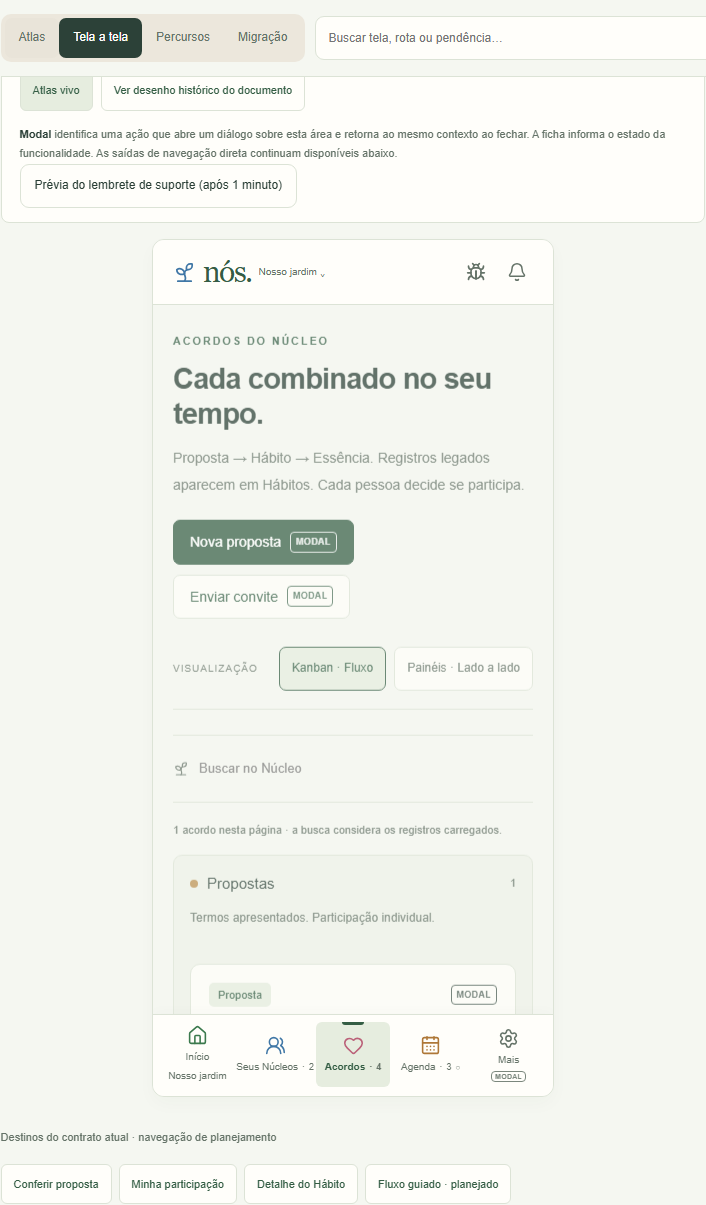 Atlas
Tela a tela
Percursos
Migração
Buscar tela, rota ou pendência...
Atlas vivo
Ver desenho histórico do documento
Modal identifica uma ação que abre um diálogo sobre esta área e retorna ao mesmo contexto ao fechar. A ficha informa o estado da
funcionalidade. As saídas de navegação direta continuam disponíveis abaixo.
Prévia do lembrete de suporte (após 1 minuto)
nós.
Nosso jardim ⌄
ACORDOS DO NÚCLEO
Cada combinado no seu
tempo.
Proposta → Hábito → Essência. Registros legados
aparecem em Hábitos. Cada pessoa decide se participa.
Nova proposta MODAL
Enviar convite MODAL
VISUALIZAÇÃO
Kanban · Fluxo
Painéis · Lado a lado
Buscar no Núcleo
1 acordo nesta página · a busca considera os registros carregados.
Propostas
1
Termos apresentados. Participação individual.
Proposta
MODAL
Início
Nosso jardim
Seus Núcleos · 2
Acordos · 4
Agenda · 3 ○
Mais
MODAL
Destinos do contrato atual · navegação de planejamento
Conferir proposta
Minha participação
Detalhe do Hábito
Fluxo guiado · planejado